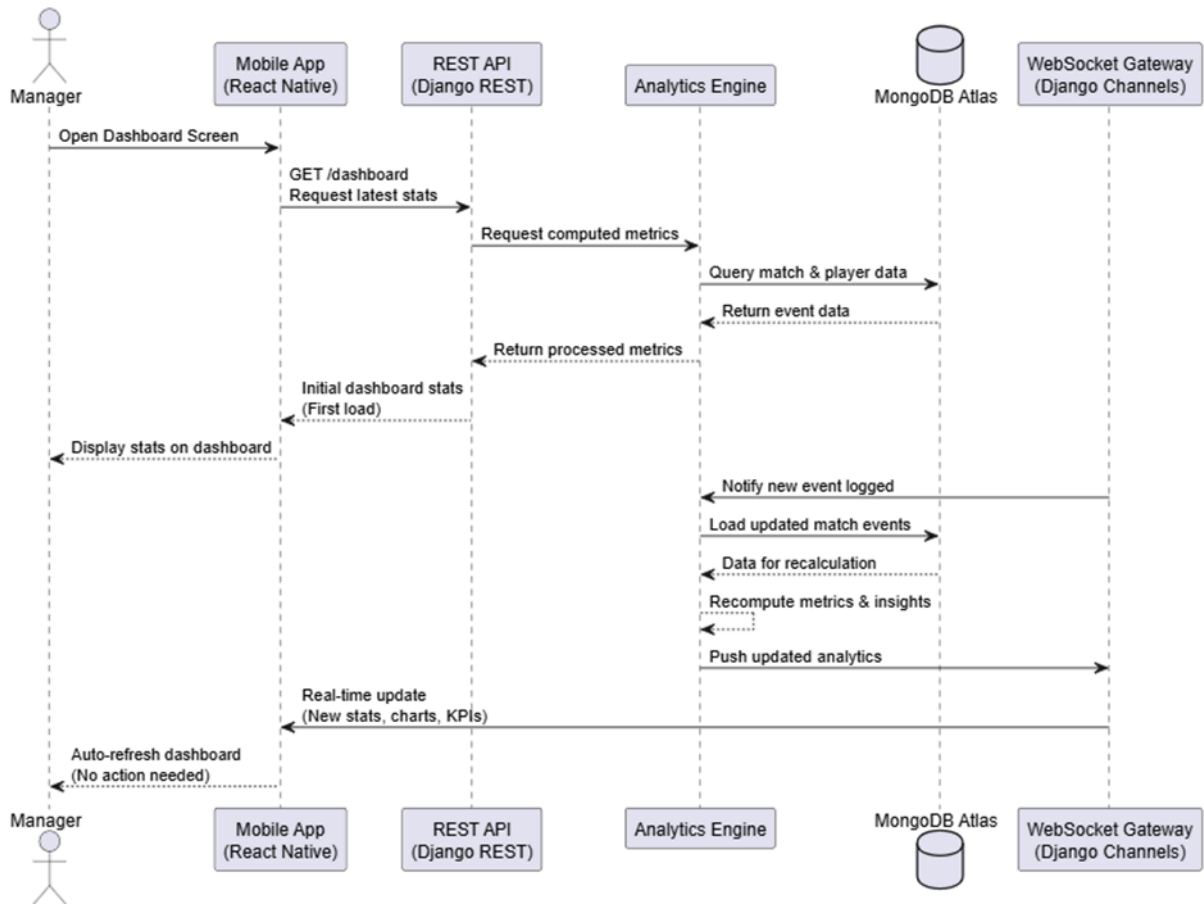 Manager
Mobile App
(React Native)
REST API
(Django REST)
Analytics Engine
MongoDB Atlas
WebSocket Gateway
(Django Channels)
Open Dashboard Screen
GET /dashboard
Request latest stats
Request computed metrics
Query match & player data
Return event data
Return processed metrics
Initial dashboard stats
(First load)
Display stats on dashboard
Notify new event logged
Load updated match events
Data for recalculation
Recompute metrics & insights
Push updated analytics
Real-time update
(New stats, charts, KPIs)
Auto-refresh dashboard
(No action needed)
Manager
Mobile App
(React Native)
REST API
(Django REST)
Analytics Engine
MongoDB Atlas
WebSocket Gateway
(Django Channels)